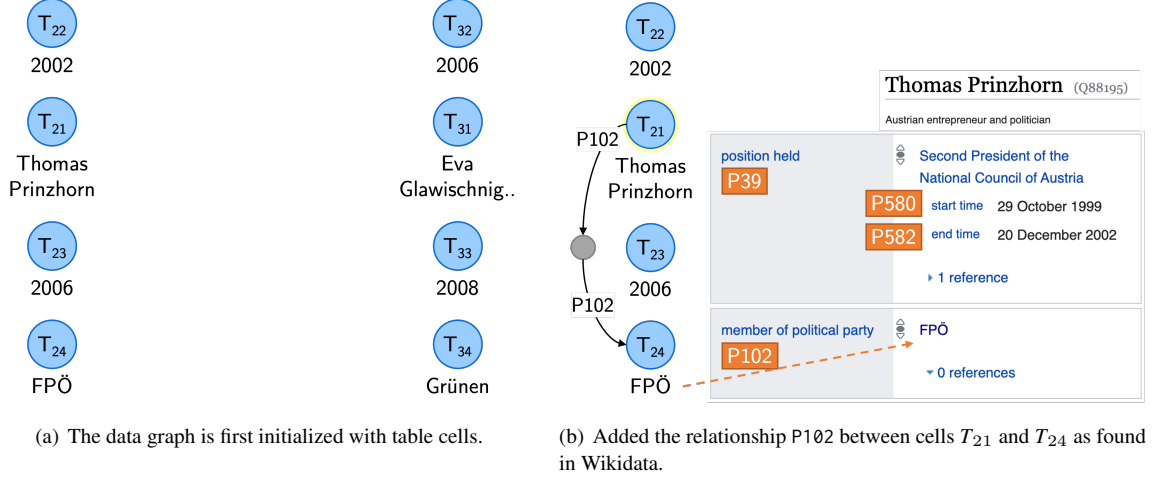 T22
2002
T21
Thomas
Prinzhorn
T23
2006
T24
FPÖ
T32
2006
T31
Eva
Glawischnig..
T33
2008
T34
Grünen
(a) The data graph is first initialized with table cells.
T22
2002
T21
P102
Thomas
Prinzhorn
T23
2006
P102
T24
FPÖ
Thomas Prinzhorn (Q88195)
Austrian entrepreneur and politician
position held
P39
Second President of the
National Council of Austria
P580 start time 29 October 1999
P582 end time 20 December 2002
1 reference
member of political party
P102
FPÖ
0 references
(b) Added the relationship P102 between cells T21 and T24 as found
in Wikidata.